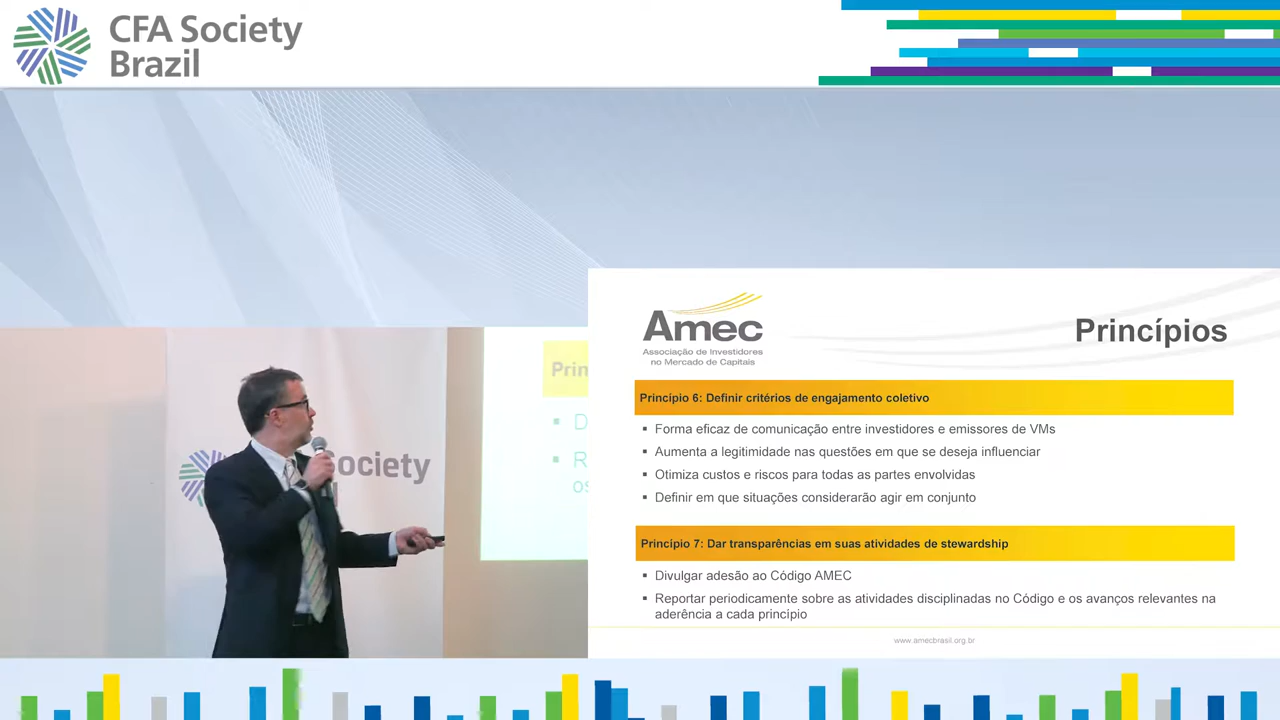 CFA Society
Brazil
Amec
Associação de Investidores
no Mercado de Capitais
Princípios
Princípio 6: Definir critérios de engajamento coletivo
▪ Forma eficaz de comunicação entre investidores e emissores de VMs
▪ Aumenta a legitimidade nas questões em que se deseja influenciar
▪ Otimiza custos e riscos para todas as partes envolvidas
▪ Definir em que situações considerarão agir em conjunto
Princípio 7: Dar transparências em suas atividades de stewardship
▪ Divulgar adesão ao Código AMEC
▪ Reportar periodicamente sobre as atividades disciplinadas no Código e os avanços relevantes na
aderência a cada princípio
www.amecbrasil.org.br
Society